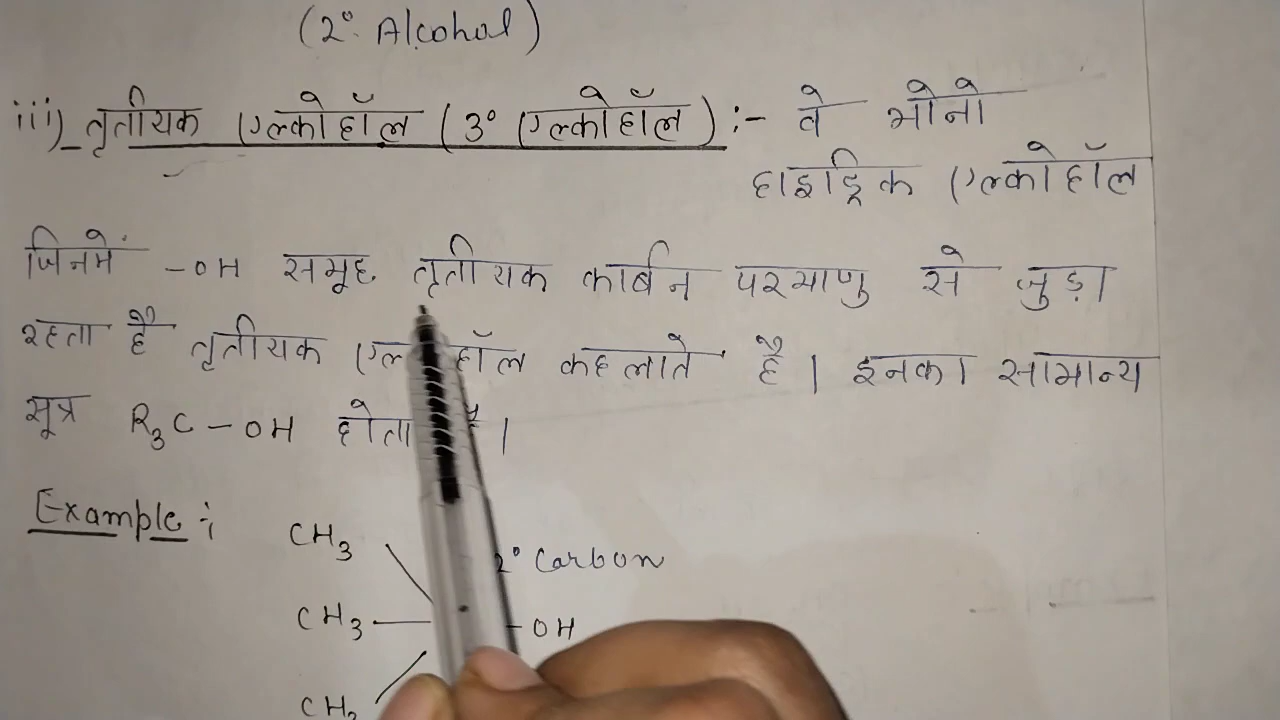 (2° Alcohol)
iii) तृतीयक एल्कोहॉल (3° एल्कोहॉल) :- वे मोनो
हाइड्रिक एल्कोहॉल
जिनमें -OH समूह तृतीयक कार्बन परमाणु से जुड़ा
रहता है तृतीयक कहलाते है। इनका सामान्य
सूत्र R₃C-OH होता
Example :
CH₃
2° Carbon
CH₃ -OH